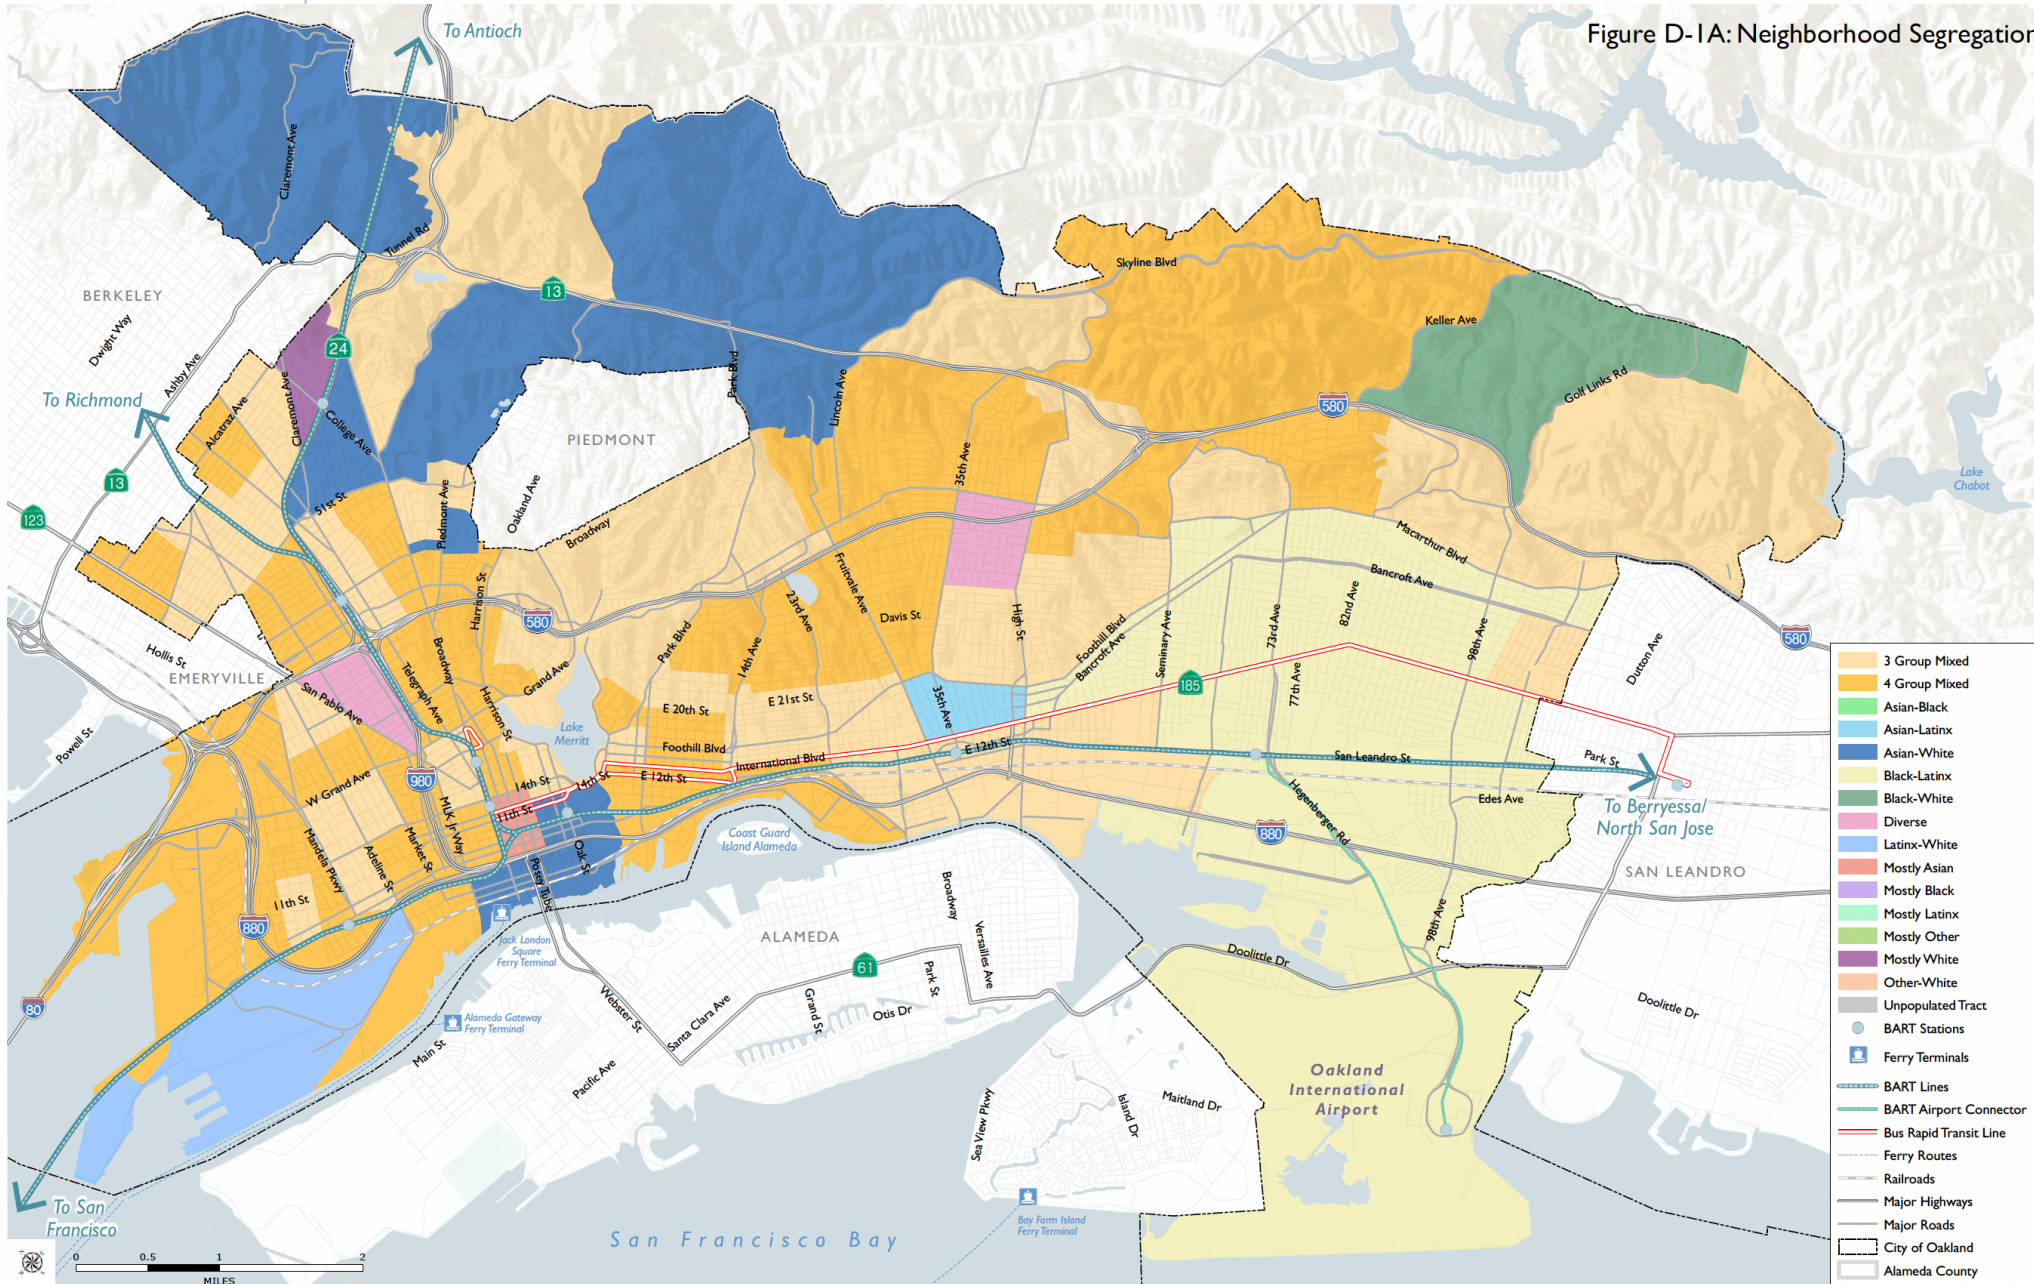 Figure D-1A: Neighborhood Segregation
To Antioch
Claremont Ave
Tunnel Rd
BERKELEY
Dwight Way
Ashby Ave
13
Skyline Blvd
Keller Ave
24
To Richmond
Alcatraz Ave
Claremont Ave
College Ave
Park Blvd
Lincoln Ave
580
Golf Links Rd
PIEDMONT
13
123
51st St
Piedmont Ave
Oakland Ave
Broadway
35th Ave
Lake
Chabot
Macarthur Blvd
Bancroft Ave
Fruitvale Ave
23rd Ave
Davis St
High St
Foothill Blvd
Bancroft Ave
Seminary Ave
73rd Ave
82nd Ave
98th Ave
Dutton Ave
580
Harrison St
580
Hollis St
EMERYVILLE
San Pablo Ave
Telegraph Ave
Broadway
Harrison St
Grand Ave
Park Blvd
14th Ave
E 20th St
E 21st St
35th Ave
185
77th Ave
Powell St
Lake
Merritt
Foothill Blvd
International Blvd
E 12th St
E 12th St
San Leandro St
Park St
To Berryessa/
North San Jose
980
W Grand Ave
14th St
14th St
11th St
MLK Jr Way
Market St
Adeline St
Mandela Pkwy
11th St
880
Posey Tube
Oak St
Coast Guard
Island Alameda
Hegenberger Rd
880
Edes Ave
SAN LEANDRO
98th Ave
Jack London
Square
Ferry Terminal
ALAMEDA
Broadway
Versailles Ave
61
Park St
Doolittle Dr
Doolittle Dr
80
Alameda Gateway
Ferry Terminal
Main St
Webster St
Santa Clara Ave
Grand St
Otis Dr
Pacific Ave
Sea View Pkwy
Island Dr
Maitland Dr
Oakland
International
Airport
Bay Farm Island
Ferry Terminal
San Francisco Bay
To San
Francisco
0 0.5 1 2
MILES
3 Group Mixed
4 Group Mixed
Asian-Black
Asian-Latinx
Asian-White
Black-Latinx
Black-White
Diverse
Latinx-White
Mostly Asian
Mostly Black
Mostly Latinx
Mostly Other
Mostly White
Other-White
Unpopulated Tract
BART Stations
Ferry Terminals
BART Lines
BART Airport Connector
Bus Rapid Transit Line
Ferry Routes
Railroads
Major Highways
Major Roads
City of Oakland
Alameda County